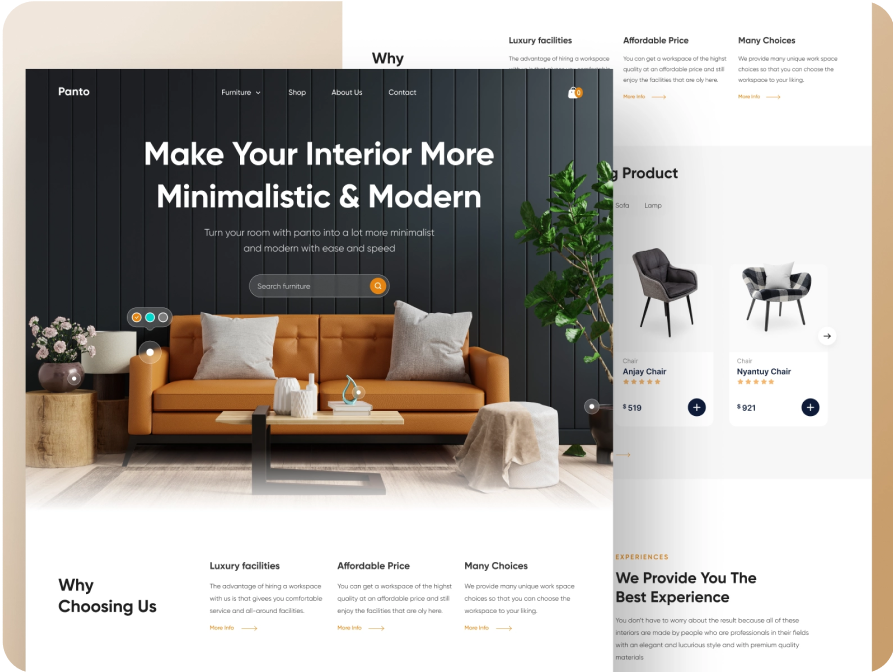 Panto
Furniture
Shop
About Us
Contact
0
Make Your Interior More
Minimalistic & Modern
Turn your room with panto into a lot more minimalist
and modern with ease and speed
Search furniture
Why
Choosing Us
Luxury facilities
The advantage of hiring a workspace
with us is that givees you comfortable
service and all-around facilities.
More Info
Affordable Price
You can get a workspace of the highst
quality at an affordable price and still
enjoy the facilities that are oly here.
More Info
Many Choices
We provide many unique work space
choices so that you can choose the
workspace to your liking.
More Info
Why
Luxury facilities
The advantage of hiring a workspace
Affordable Price
You can get a workspace of the highst
quality at an affordable price and still
enjoy the facilities that are oly here.
More Info
Many Choices
We provide many unique work space
choices so that you can choose the
workspace to your liking.
More Info
g Product
Sofa
Lamp
Chair
Anjay Chair
$ 519
Chair
Nyantuy Chair
$ 921
EXPERIENCES
We Provide You The
Best Experience
You don't have to worry about the result because all of these
interiors are made by people who are professionals in their fields
with an elegant and lucurious style and with premium quality
materials